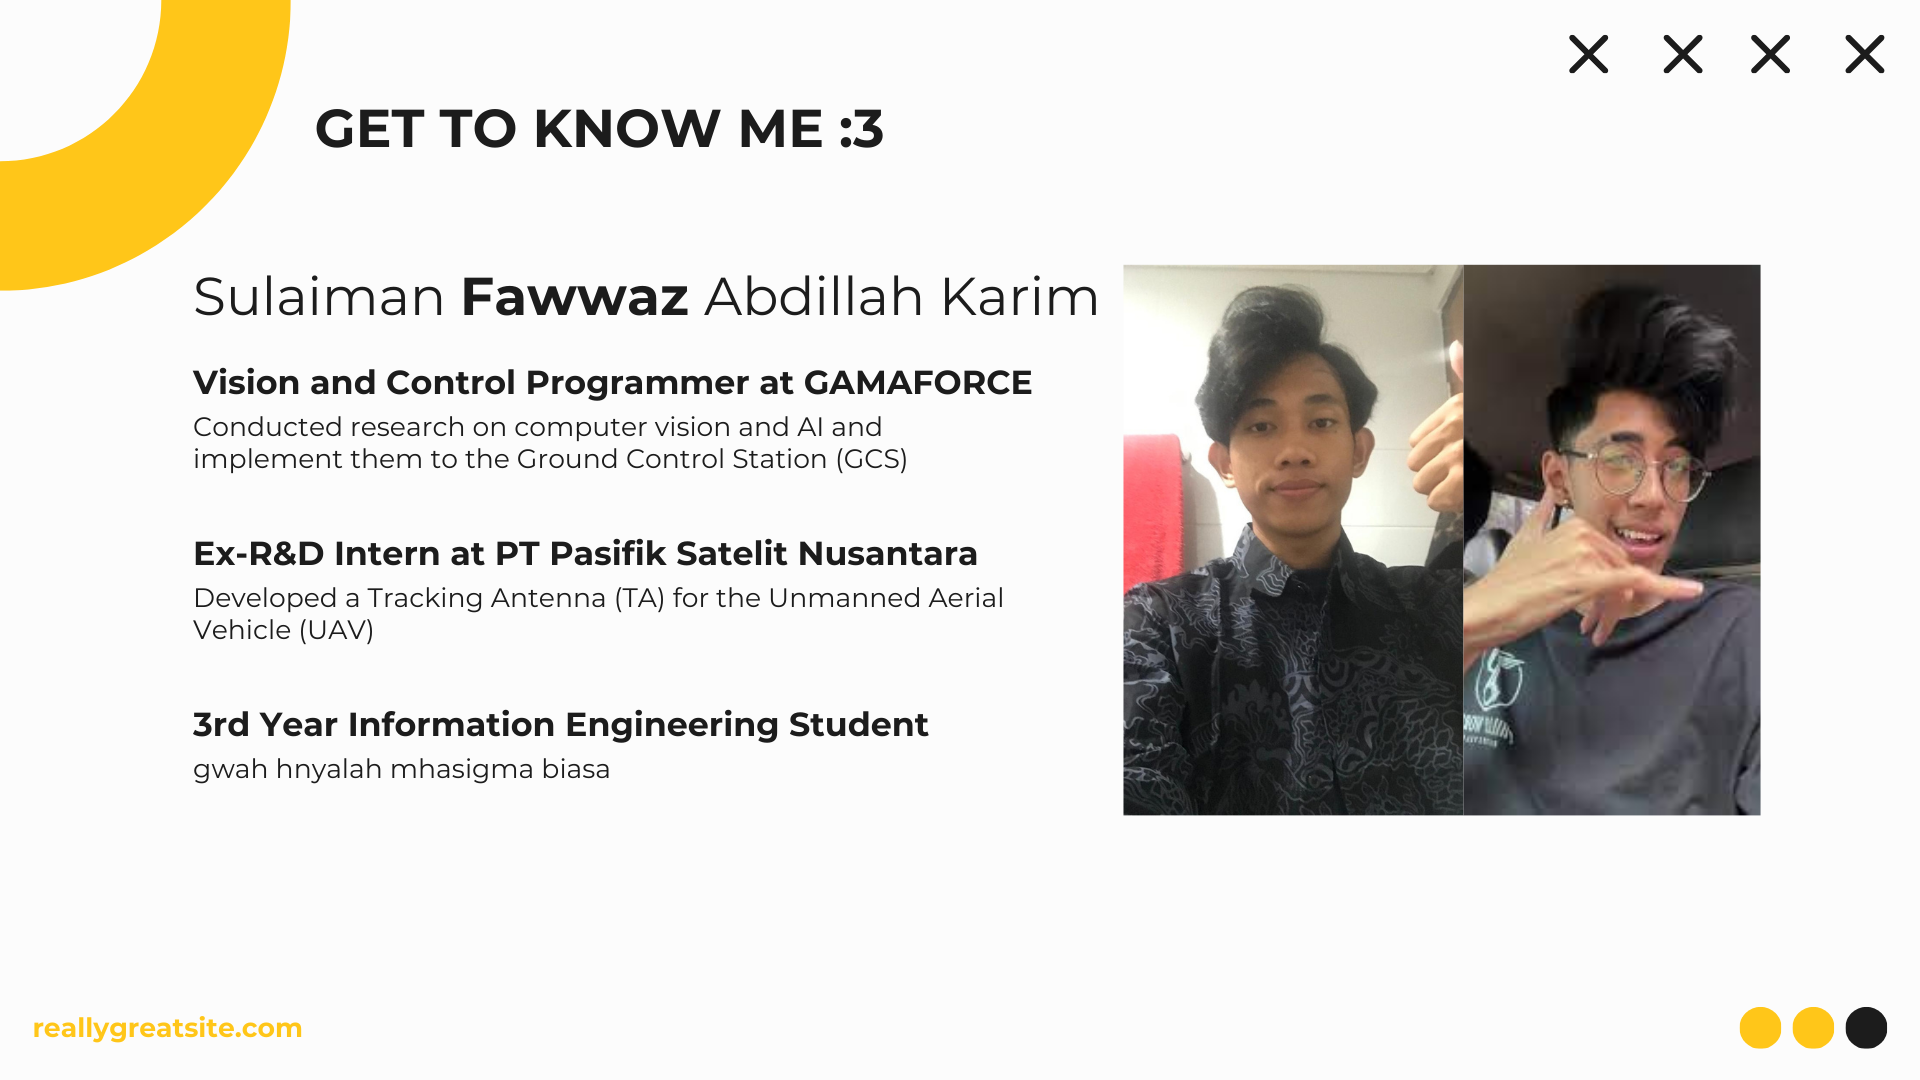 GET TO KNOW ME :3
Sulaiman Fawwaz Abdillah Karim
Vision and Control Programmer at GAMAFORCE
Conducted research on computer vision and AI and
implement them to the Ground Control Station (GCS)
Ex-R&D Intern at PT Pasifik Satelit Nusantara
Developed a Tracking Antenna (TA) for the Unmanned Aerial
Vehicle (UAV)
3rd Year Information Engineering Student
gwah hnyalah mhasigma biasa
reallygreatsite.com